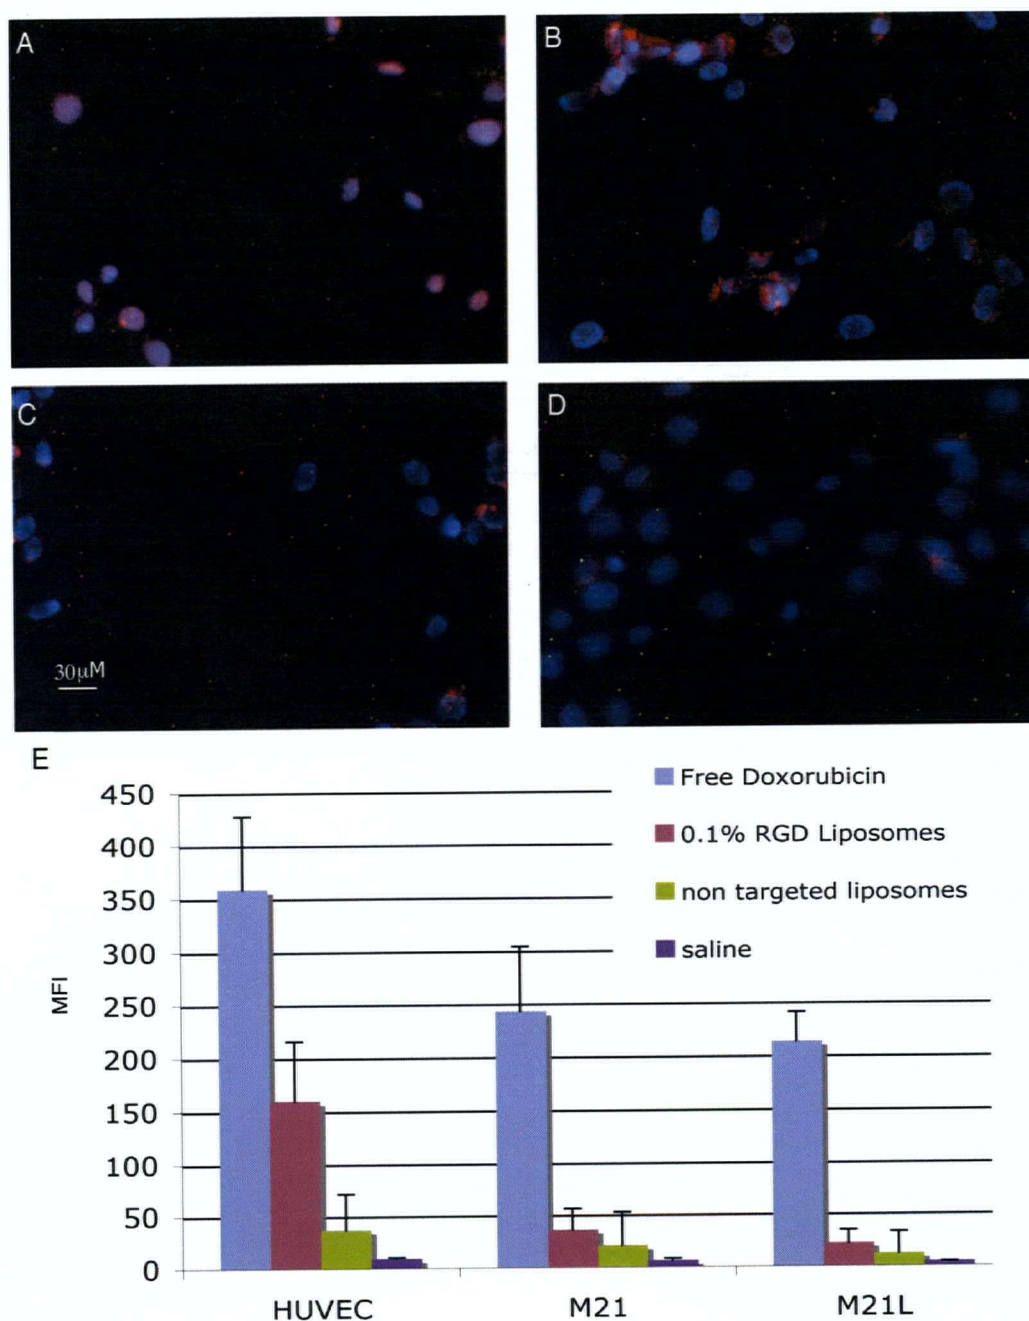 A
B
C
D
30μM
E
450
400
350
300
250
200
150
100
50
0
MFI
Free Doxorubicin
0.1% RGD Liposomes
non targeted liposomes
saline
HUVEC
M21
M21L